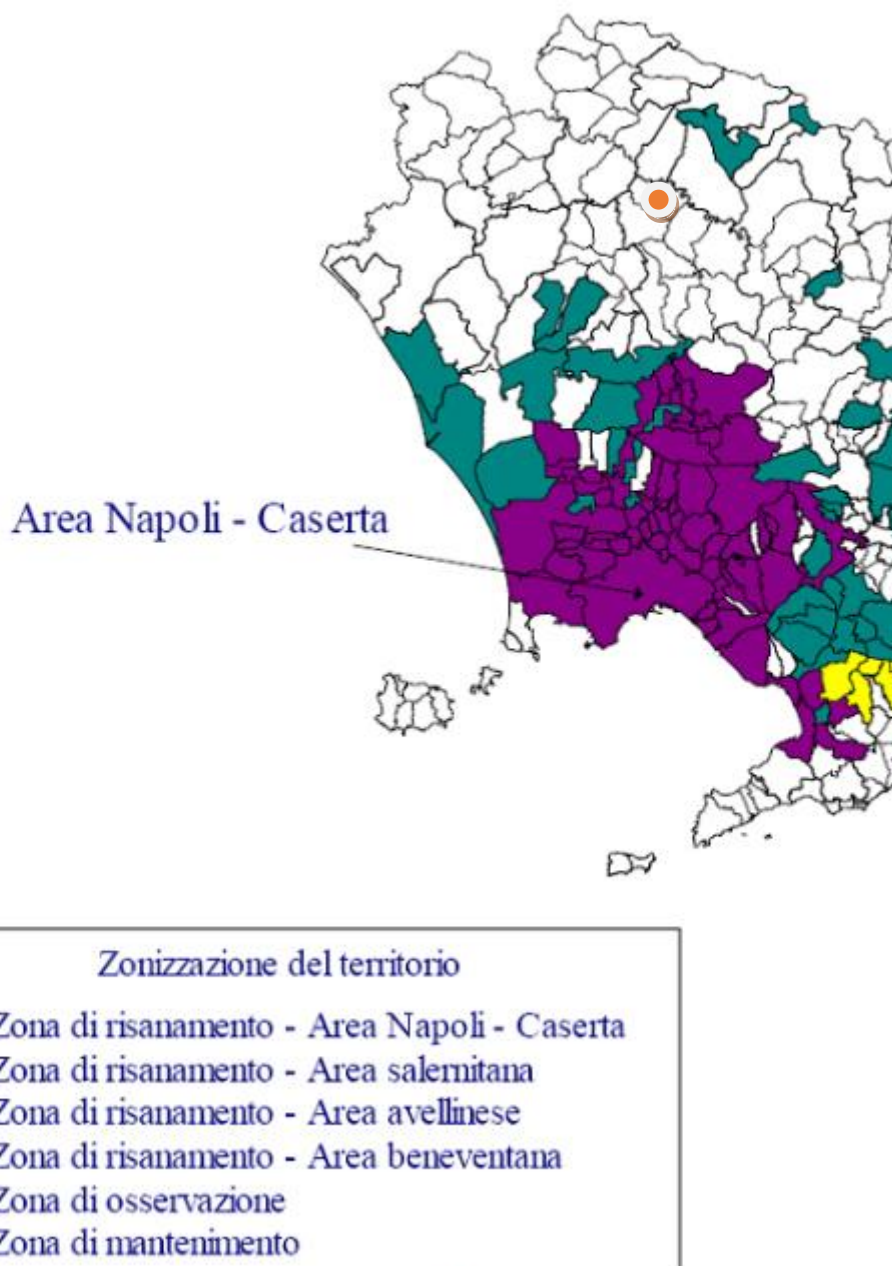 Area Napoli - Caserta
Zonizzazione del territorio
Zona di risanamento - Area Napoli - Caserta
Zona di risanamento - Area salernitana
Zona di risanamento - Area avellinese
Zona di risanamento - Area beneventana
Zona di osservazione
Zona di mantenimento